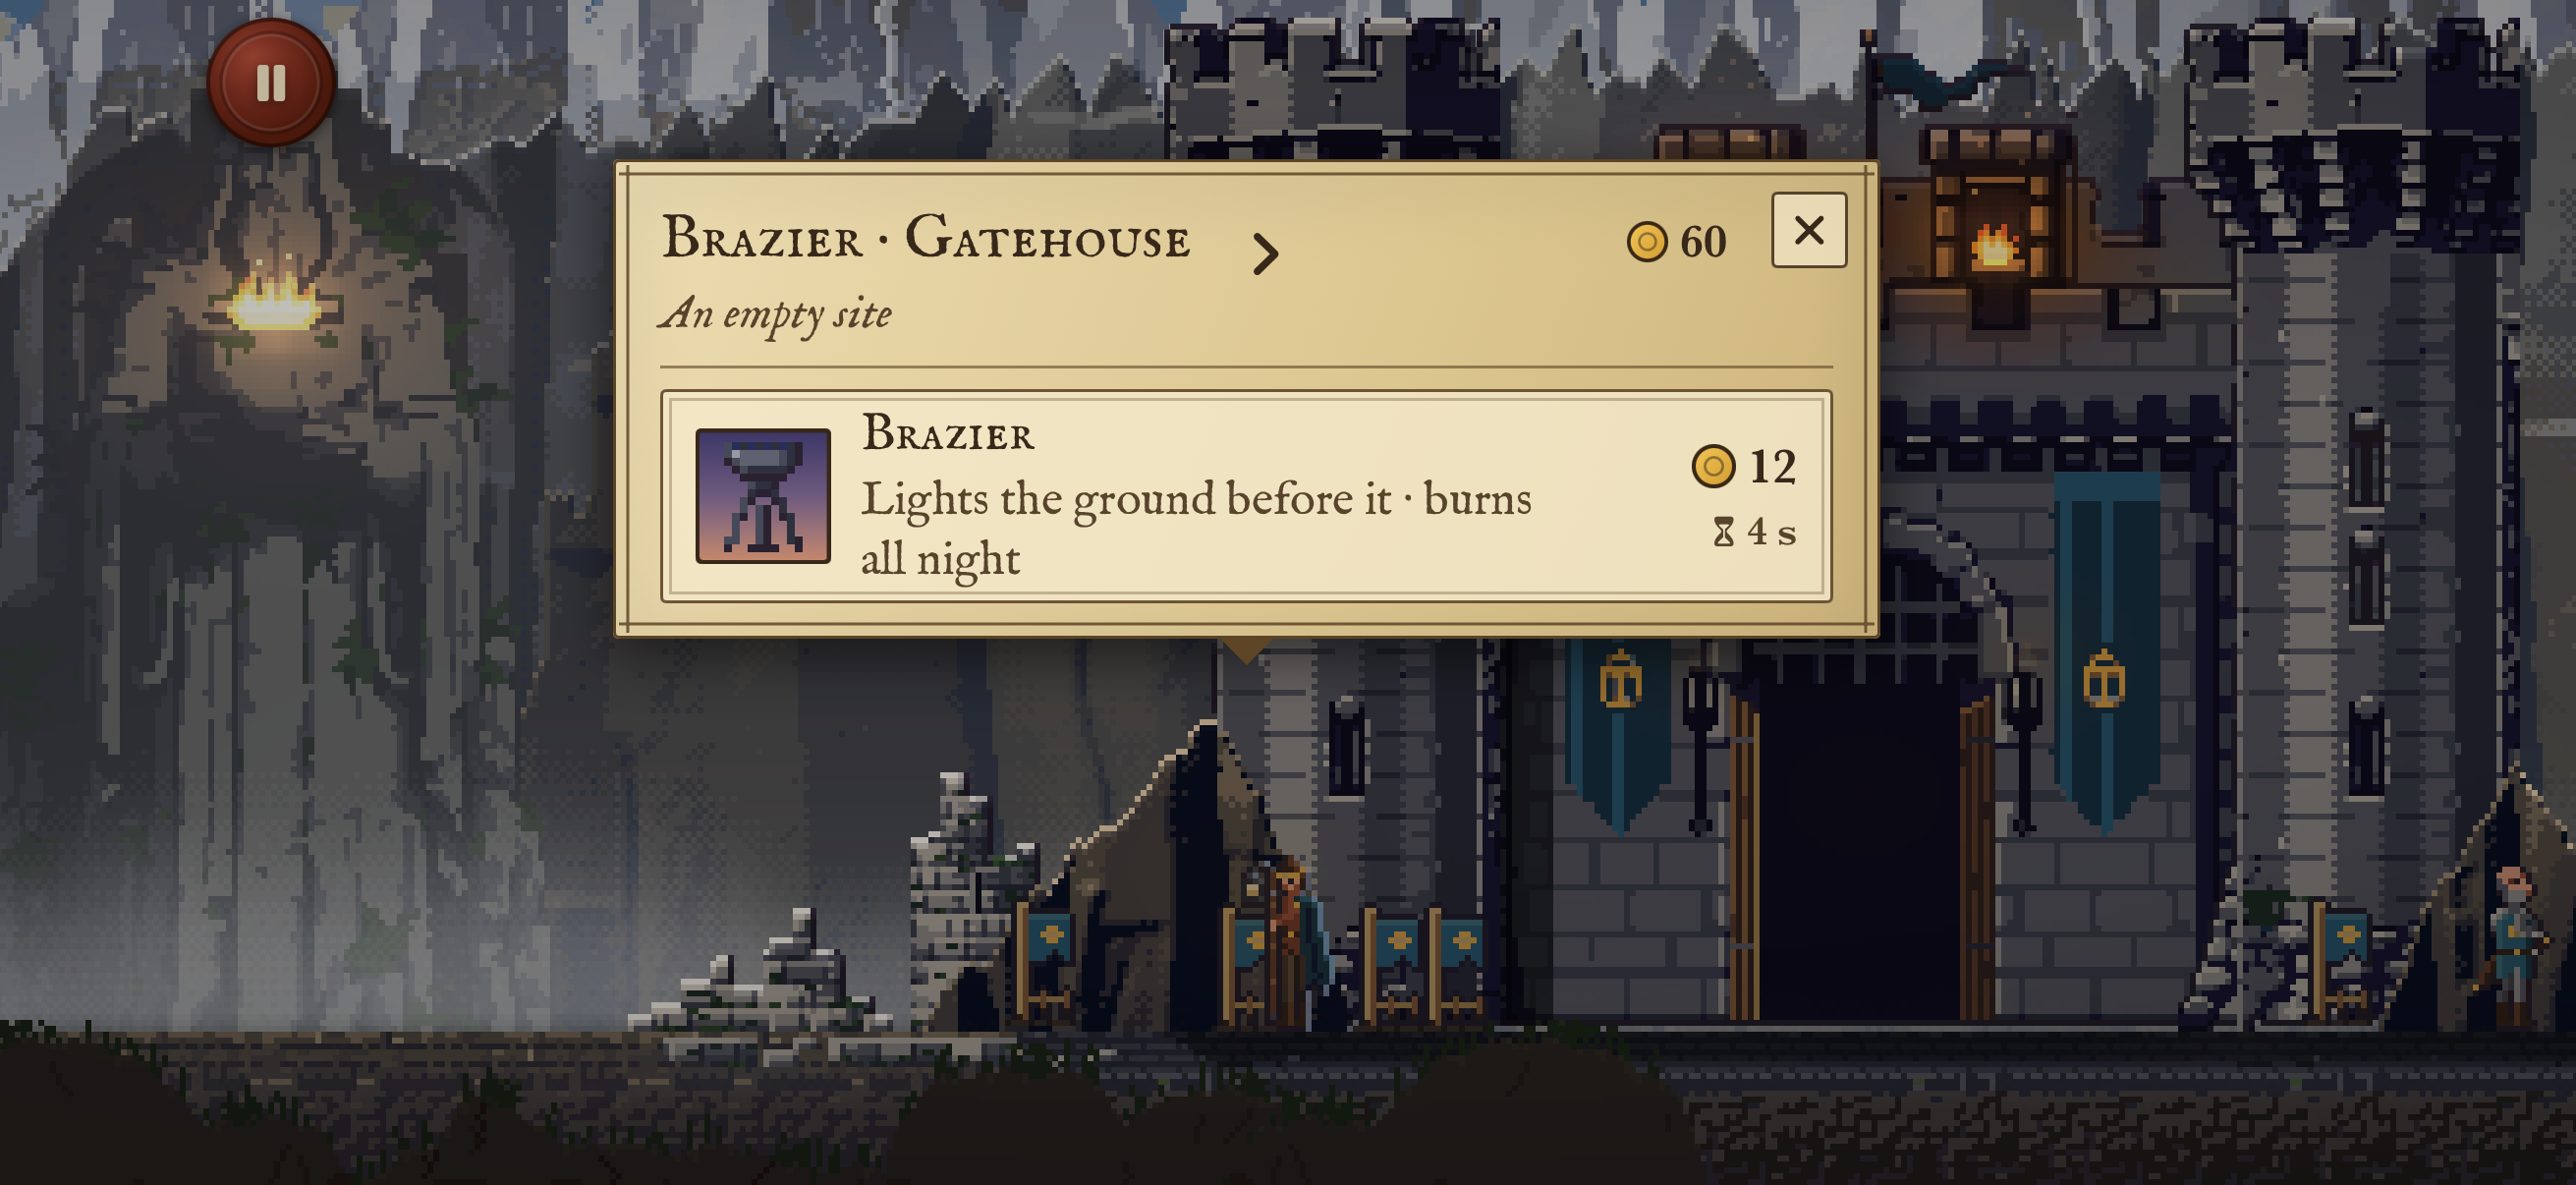 Brazier · Gatehouse
60
An empty site
Brazier
Lights the ground before it · burns
all night
12
4 s